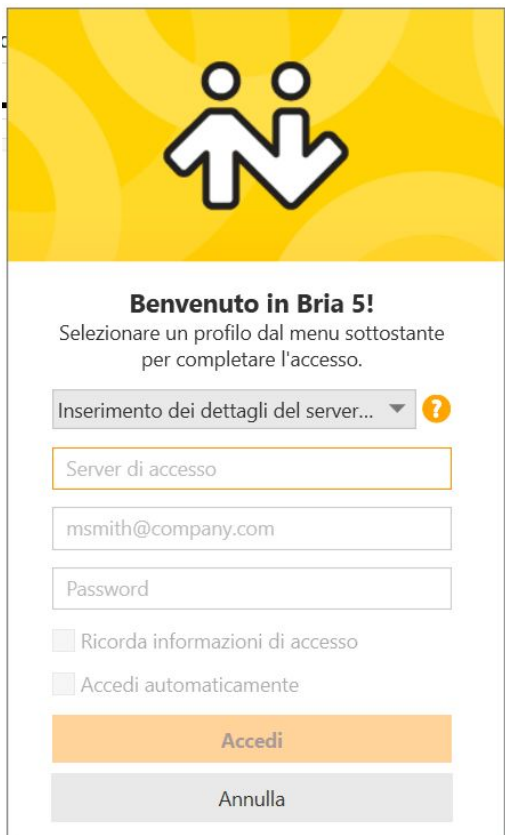 Benvenuto in Bria 5!
Selezionare un profilo dal menu sottostante
per completare l'accesso.
Inserimento dei dettagli del server...
?
Server di accesso
msmith@company.com
Password
Ricorda informazioni di accesso
Accedi automaticamente
Accedi
Annulla